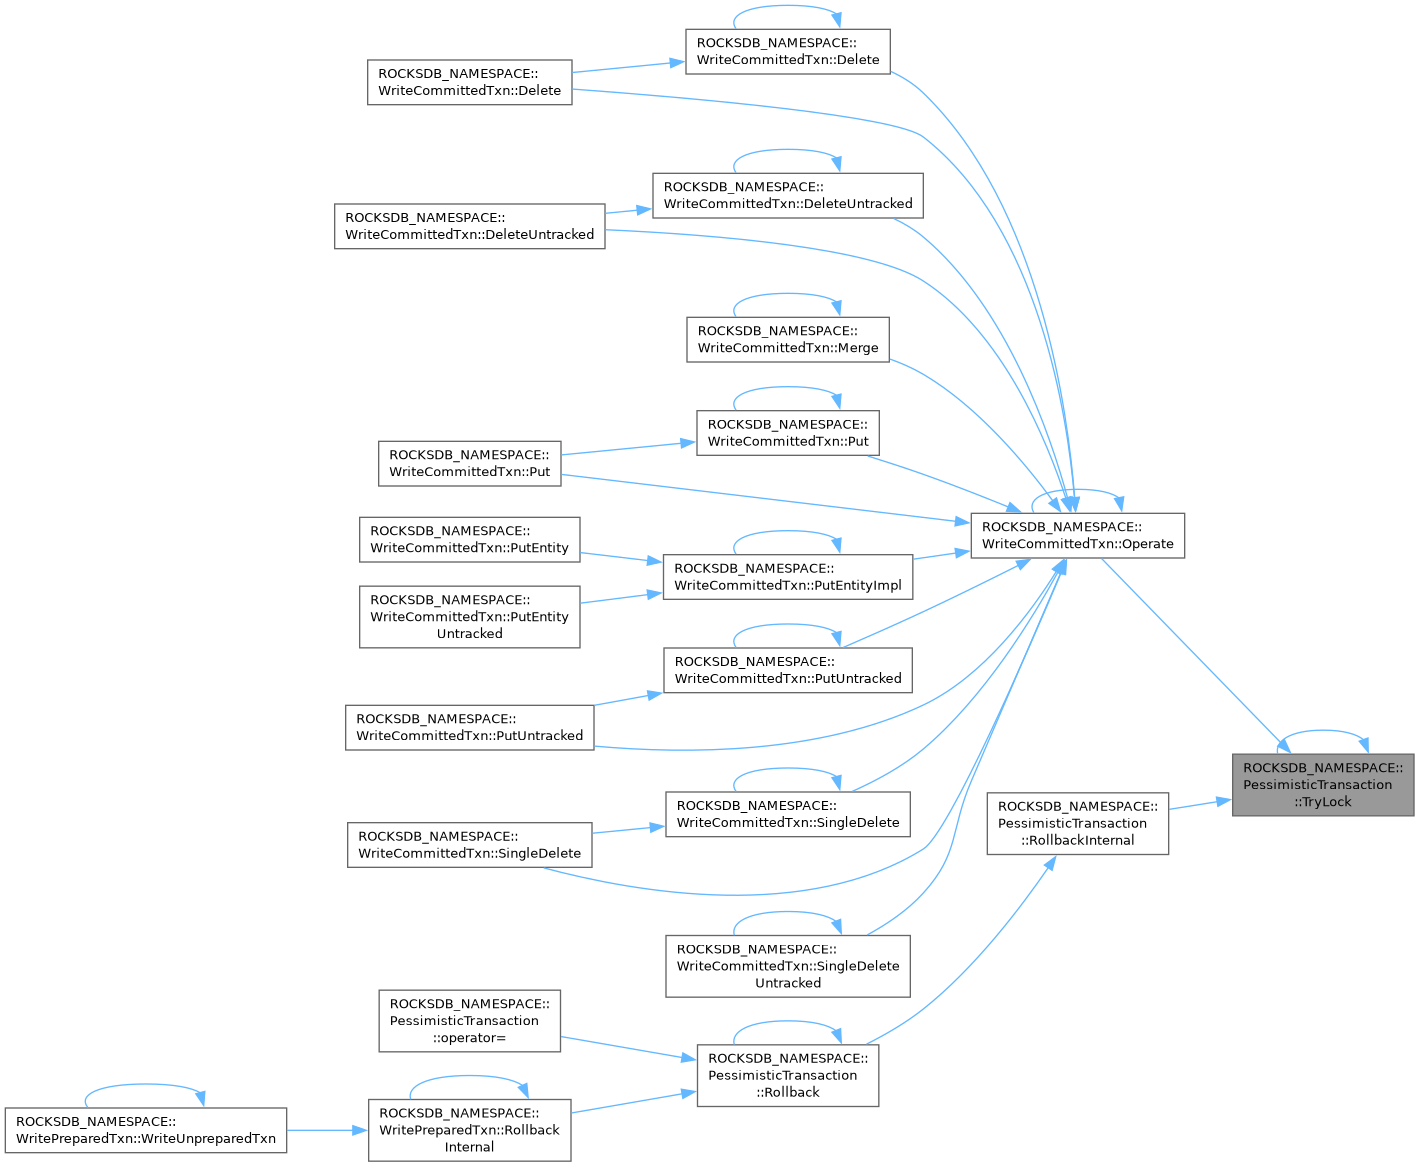 ROCKSDB_NAMESPACE::
WriteCommittedTxn::Delete
ROCKSDB_NAMESPACE::
WriteCommittedTxn::Delete
ROCKSDB_NAMESPACE::
WriteCommittedTxn::DeleteUntracked
ROCKSDB_NAMESPACE::
WriteCommittedTxn::DeleteUntracked
ROCKSDB_NAMESPACE::
WriteCommittedTxn::Merge
ROCKSDB_NAMESPACE::
WriteCommittedTxn::Put
ROCKSDB_NAMESPACE::
WriteCommittedTxn::Put
ROCKSDB_NAMESPACE::
WriteCommittedTxn::PutEntity
ROCKSDB_NAMESPACE::
WriteCommittedTxn::Operate
ROCKSDB_NAMESPACE::
WriteCommittedTxn::PutEntityImpl
ROCKSDB_NAMESPACE::
WriteCommittedTxn::PutEntity
Untracked
ROCKSDB_NAMESPACE::
WriteCommittedTxn::PutUntracked
ROCKSDB_NAMESPACE::
WriteCommittedTxn::PutUntracked
ROCKSDB_NAMESPACE::
PessimisticTransaction
::TryLock
ROCKSDB_NAMESPACE::
WriteCommittedTxn::SingleDelete
ROCKSDB_NAMESPACE::
PessimisticTransaction
::RollbackInternal
ROCKSDB_NAMESPACE::
WriteCommittedTxn::SingleDelete
ROCKSDB_NAMESPACE::
WriteCommittedTxn::SingleDelete
Untracked
ROCKSDB_NAMESPACE::
PessimisticTransaction
::operator=
ROCKSDB_NAMESPACE::
PessimisticTransaction
::Rollback
ROCKSDB_NAMESPACE::
WritePreparedTxn::Rollback
Internal
ROCKSDB_NAMESPACE::
WritePreparedTxn::WriteUnpreparedTxn